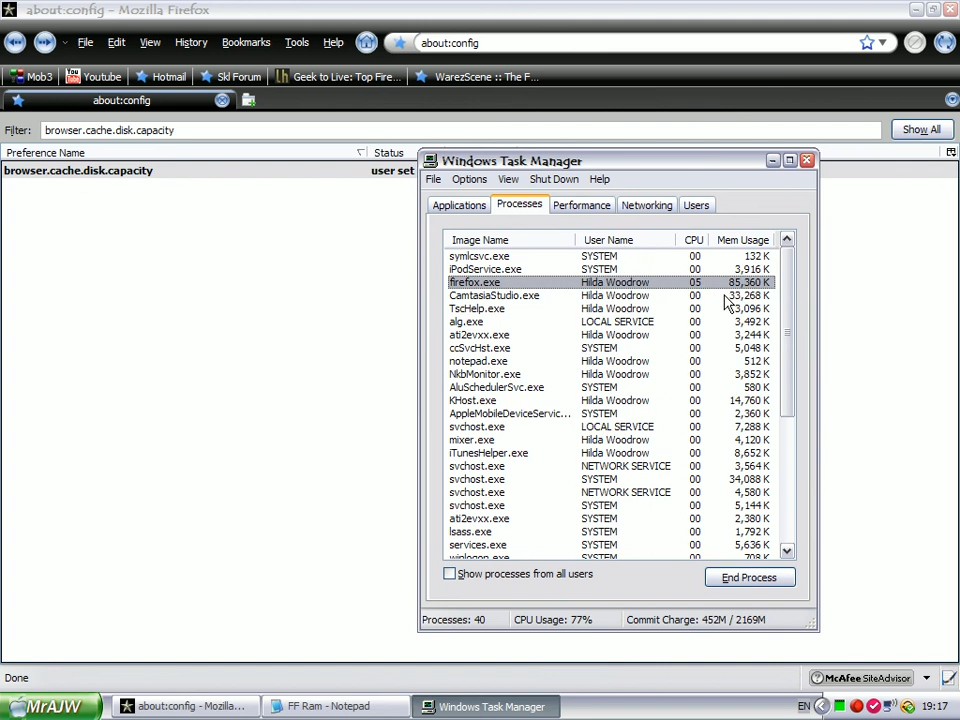 about:config - Mozilla Firefox
File Edit View History Bookmarks Tools Help about:config
Mob3 Youtube Hotmail Skl Forum Geek to Live: Top Fire... WarezScene :: The F...
about:config
Filter: browser.cache.disk.capacity Show All
Preference Name Status
browser.cache.disk.capacity user set
Windows Task Manager
File Options View Shut Down Help
Applications Processes Performance Networking Users
Image Name User Name CPU Mem Usage
symlcsvc.exe SYSTEM 00 132 K
iPodService.exe SYSTEM 00 3,916 K
firefox.exe Hilda Woodrow 05 85,360 K
CamtasiaStudio.exe Hilda Woodrow 00 33,268 K
TscHelp.exe Hilda Woodrow 00 3,096 K
alg.exe LOCAL SERVICE 00 3,492 K
ati2evxx.exe Hilda Woodrow 00 3,244 K
ccSvcHst.exe SYSTEM 00 5,048 K
notepad.exe Hilda Woodrow 00 512 K
NkbMonitor.exe Hilda Woodrow 00 3,852 K
AluSchedulerSvc.exe SYSTEM 00 580 K
KHost.exe Hilda Woodrow 00 14,760 K
AppleMobileDeviceServic... SYSTEM 00 2,360 K
svchost.exe LOCAL SERVICE 00 7,288 K
mixer.exe Hilda Woodrow 00 4,120 K
iTunesHelper.exe Hilda Woodrow 00 8,652 K
svchost.exe NETWORK SERVICE 00 3,564 K
svchost.exe SYSTEM 00 34,088 K
svchost.exe NETWORK SERVICE 00 4,580 K
svchost.exe SYSTEM 00 5,144 K
ati2evxx.exe SYSTEM 00 2,380 K
lsass.exe SYSTEM 00 1,792 K
services.exe SYSTEM 00 5,636 K
winlogon.exe SYSTEM 00 708 K
Show processes from all users End Process
Processes: 40 CPU Usage: 77% Commit Charge: 452M / 2169M
Done McAfee SiteAdvisor
MrAJW about:config - Mozilla... FF Ram - Notepad Windows Task Manager EN 19:17